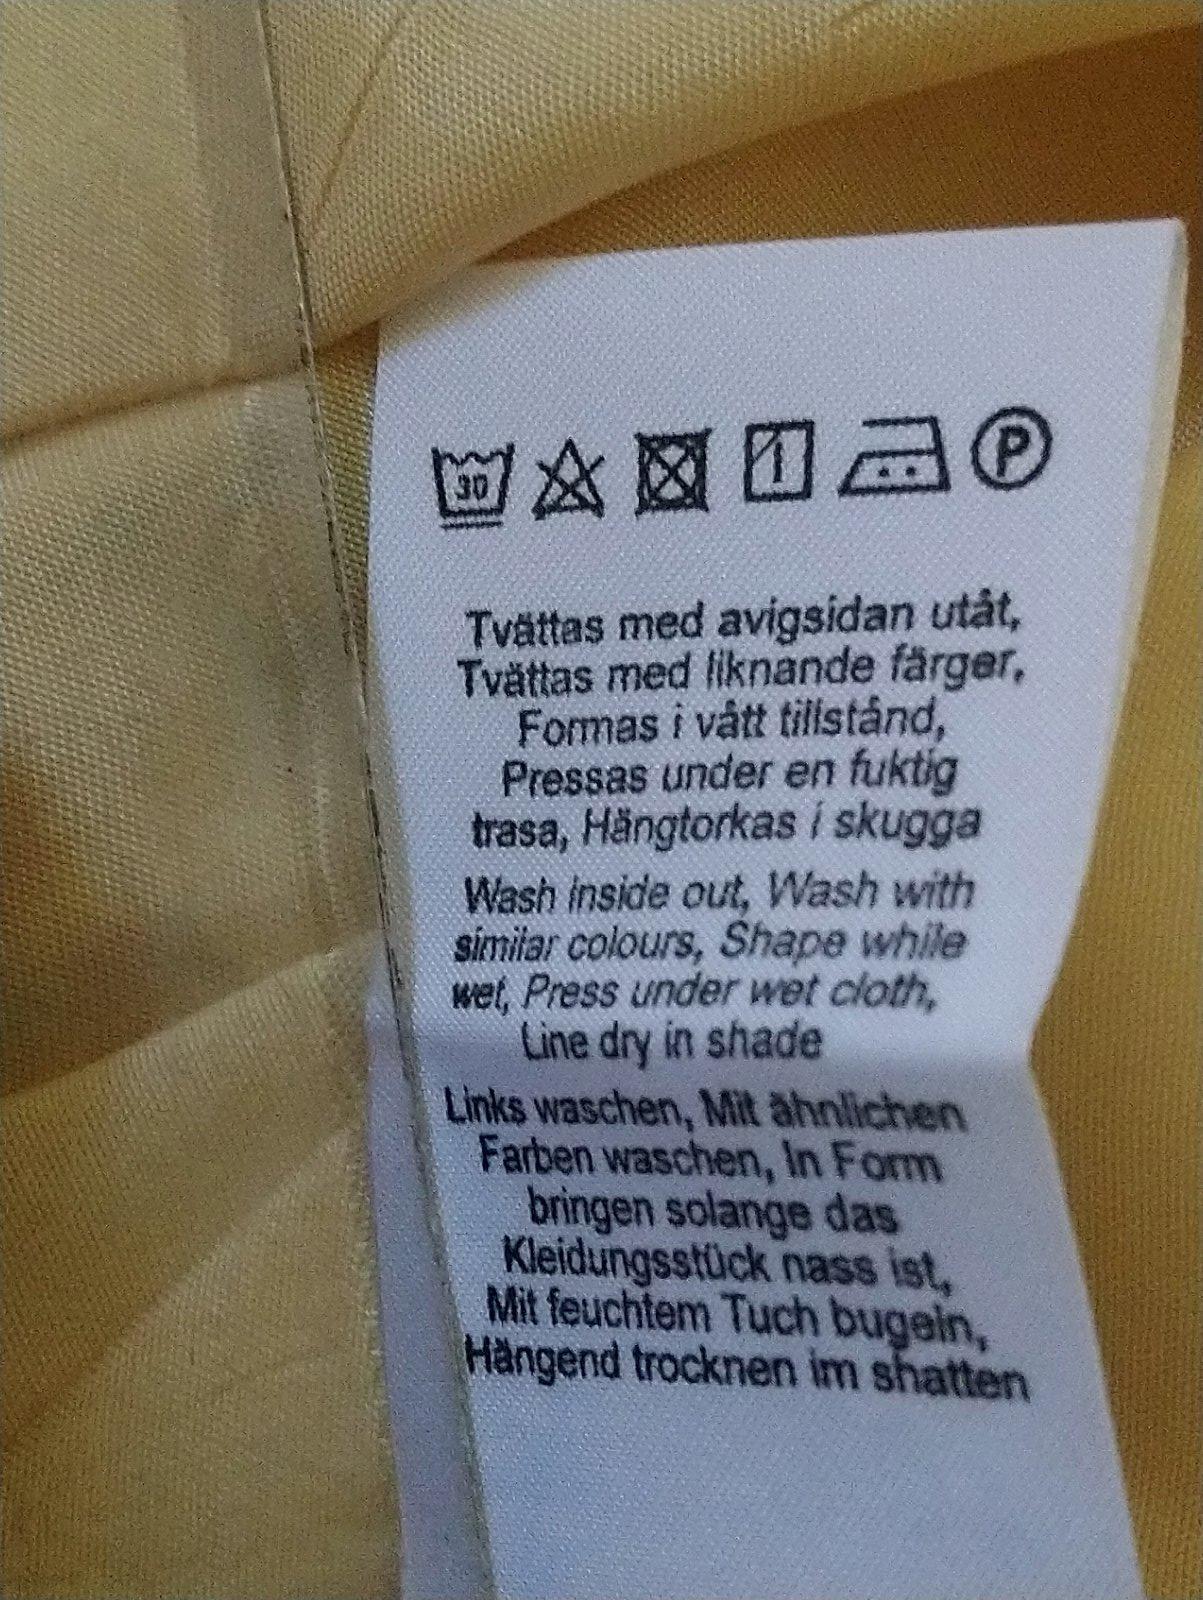 30 P
Tvättas med avigsidan utåt,
Tvättas med liknande färger,
Formas i vått tillstånd,
Pressas under en fuktig
trasa, Hängtorkas i skugga
Wash inside out, Wash with
similar colours, Shape while
wet, Press under wet cloth,
Line dry in shade
Links waschen, Mit ähnlichen
Farben waschen, In Form
bringen solange das
Kleidungsstück nass ist,
Mit feuchtem Tuch bugeln,
Hängend trocknen im shatten